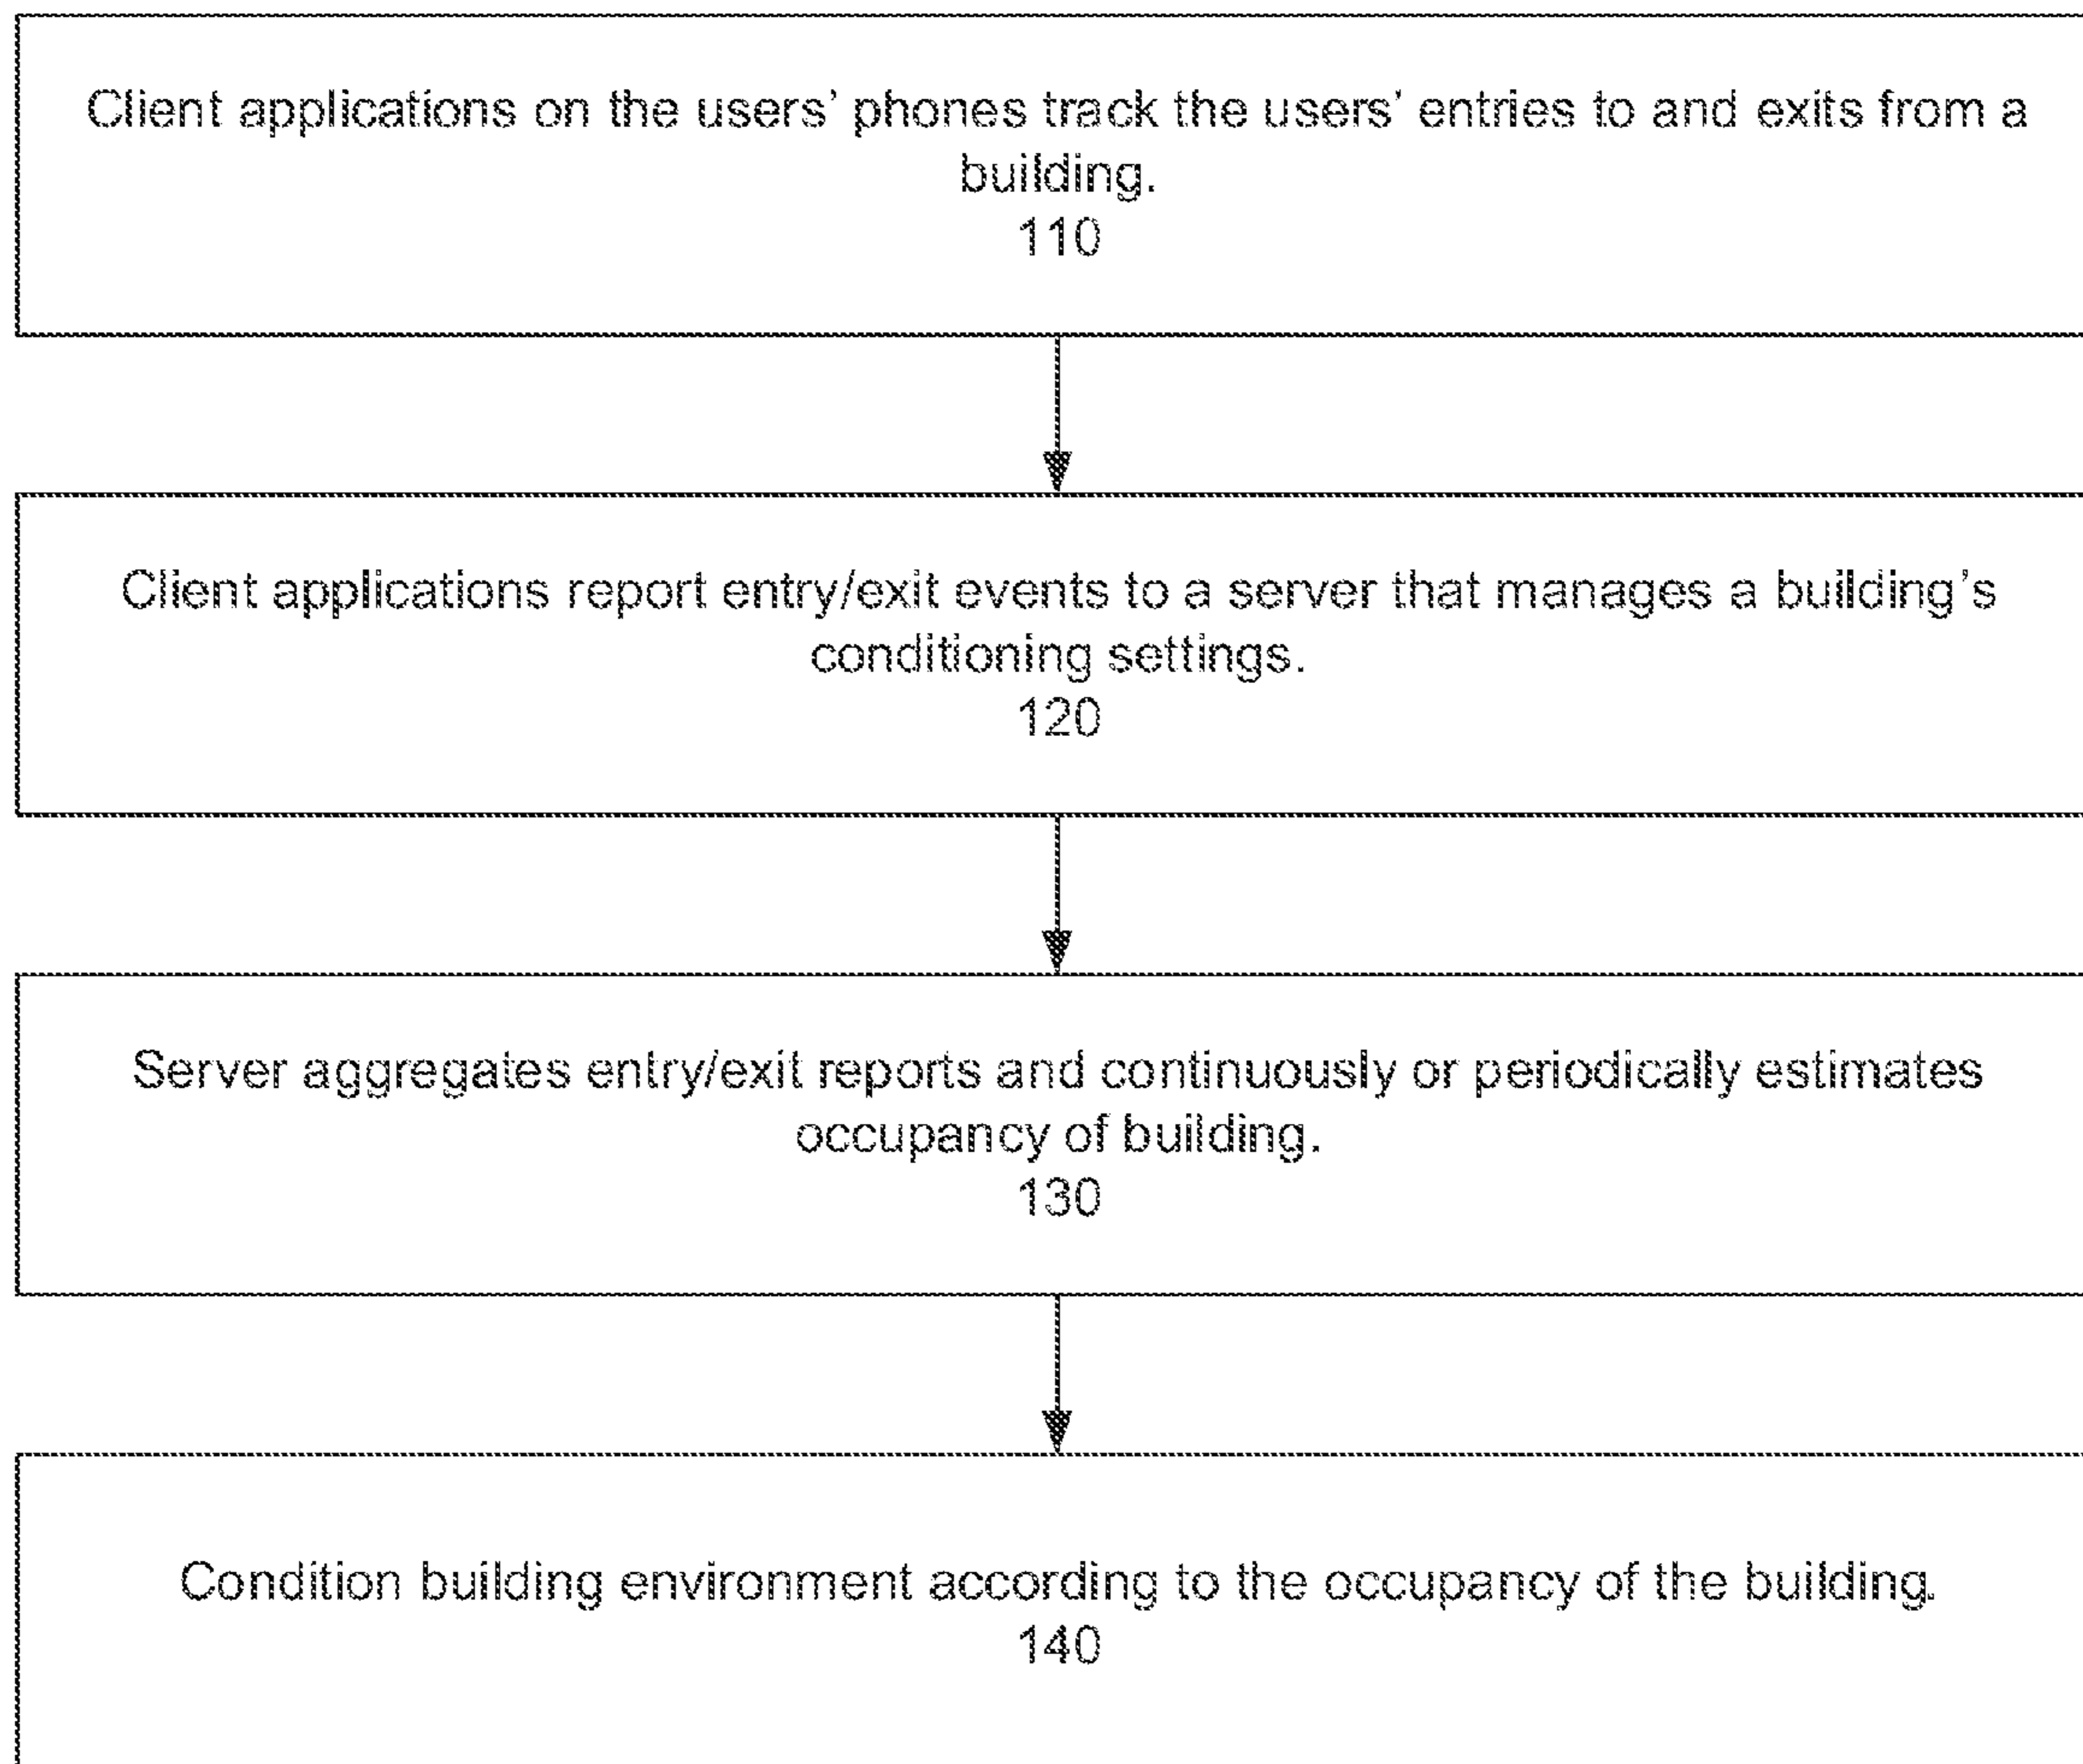 Client applications on the users’ phones track the users’ entries to and exits from a
building.
110
Client applications report entry/exit events to a server that manages a building’s
conditioning settings.
120
Server aggregates entry/exit reports and continuously or periodically estimates
occupancy of building.
130
Condition building environment according to the occupancy of the building.
140